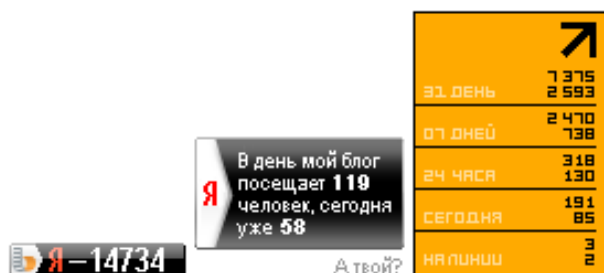 Я – 14734
Я
В день мой блог
посещает 119
человек, сегодня
уже 58
А твой?
31 ДЕНЬ
7 375
2 593
07 ДНЕЙ
2 470
738
24 ЧАСА
318
130
СЕГОДНЯ
191
85
НА ЛИНИИ
3
2